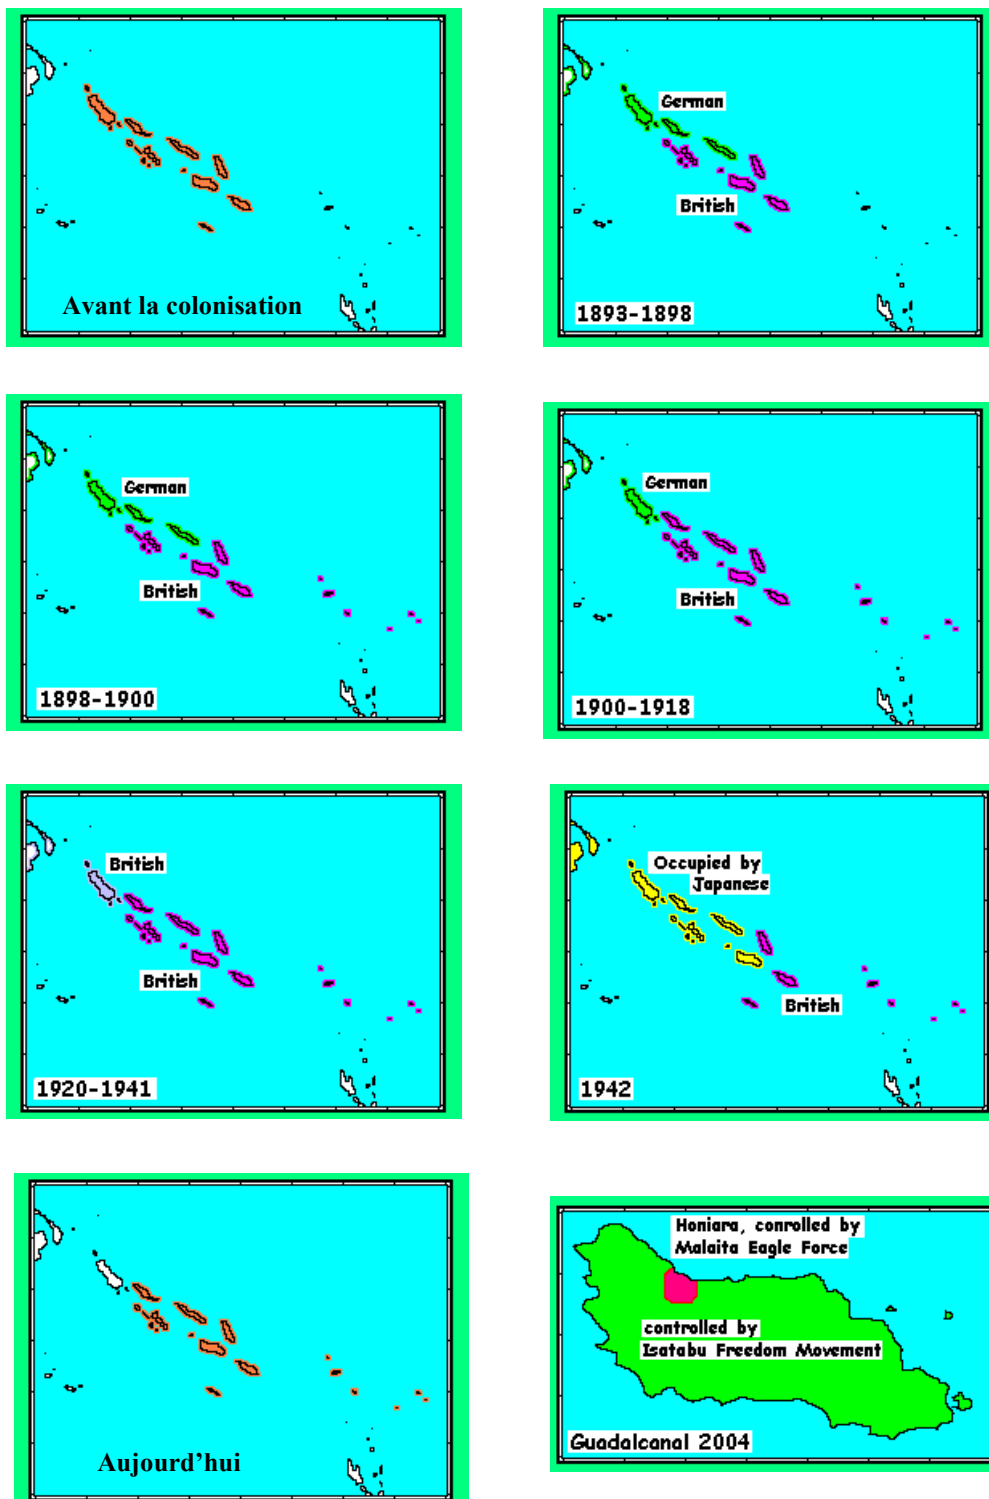 Avant la colonisation
German
British
1893-1898
German
British
1898-1900
German
British
1900-1918
British
British
1920-1941
Occupied by
Japanese
British
1942
Aujourd'hui
Honiara, conrolled by
Malaita Eagle Force
controlled by
Isatabu Freedom Movement
Guadalcanal 2004